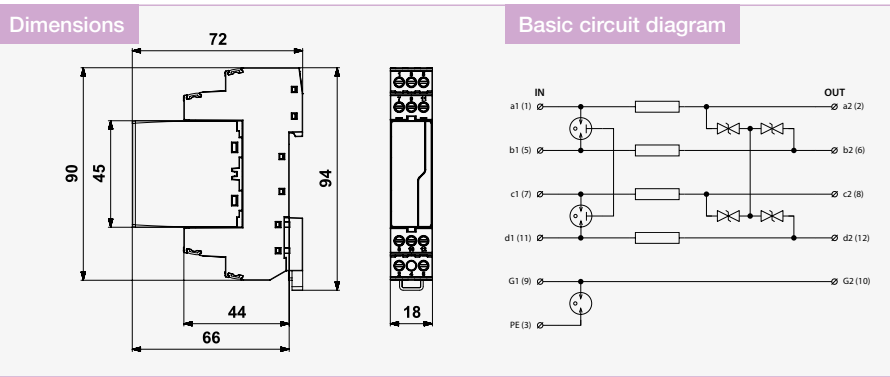 Dimensions
72
90
45
94
44
66
18
Basic circuit diagram
IN OUT
a1 (1) a2 (2)
b1 (5) b2 (6)
c1 (7) c2 (8)
d1 (11) d2 (12)
G1 (9) G2 (10)
PE (3)